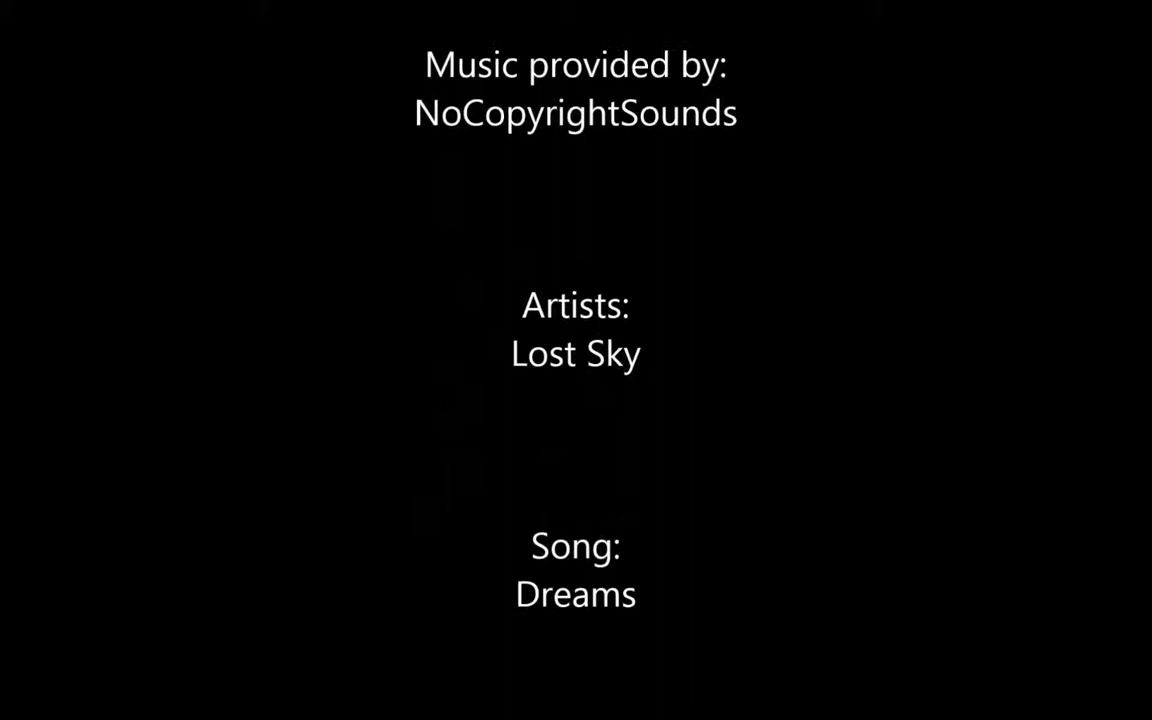 Music provided by:
NoCopyrightSounds
Artists:
Lost Sky
Song:
Dreams